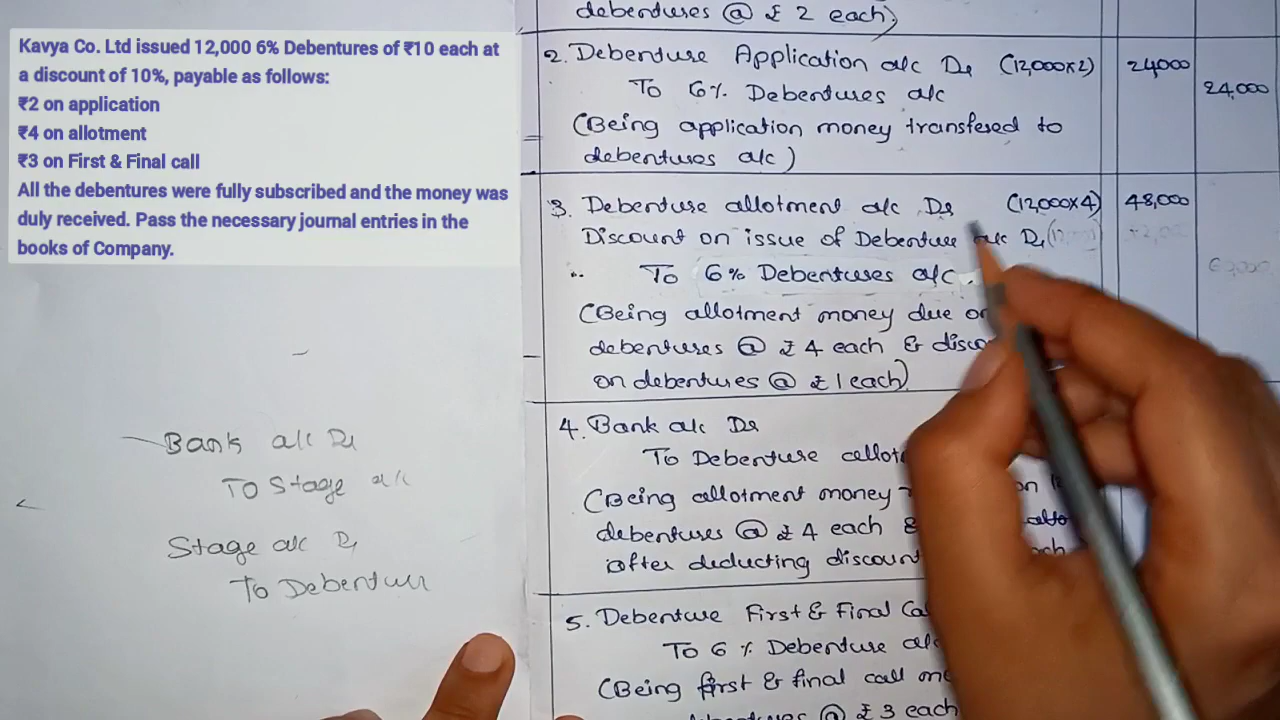 Kavya Co. Ltd issued 12,000 6% Debentures of ₹10 each at
a discount of 10%, payable as follows:
₹2 on application
₹4 on allotment
₹3 on First & Final call
All the debentures were fully subscribed and the money was
duly received. Pass the necessary journal entries in the
books of Company.
Bank a/c Dr
To Stage a/c
Stage a/c Dr
To Debenture
debentures @ ₹ 2 each)
2. Debenture Application a/c Dr (12,000×2) 24,000
To 6% Debentures a/c 24,000
(Being application money transfered to
debentures a/c)
3. Debenture allotment a/c Dr (12,000×4) 48,000
Discount on issue of Debenture a/c Dr
To 6% Debentures a/c
(Being allotment money due
debentures @ ₹ 4 each &
on debentures @ ₹ 1 each)
4. Bank a/c Dr
To Debenture
(Being allotment money
debentures @ ₹ 4 each
after deducting discount
5. Debenture First & Final
To 6 % Debenture a/c
(Being first & final call
@ ₹ 3 each